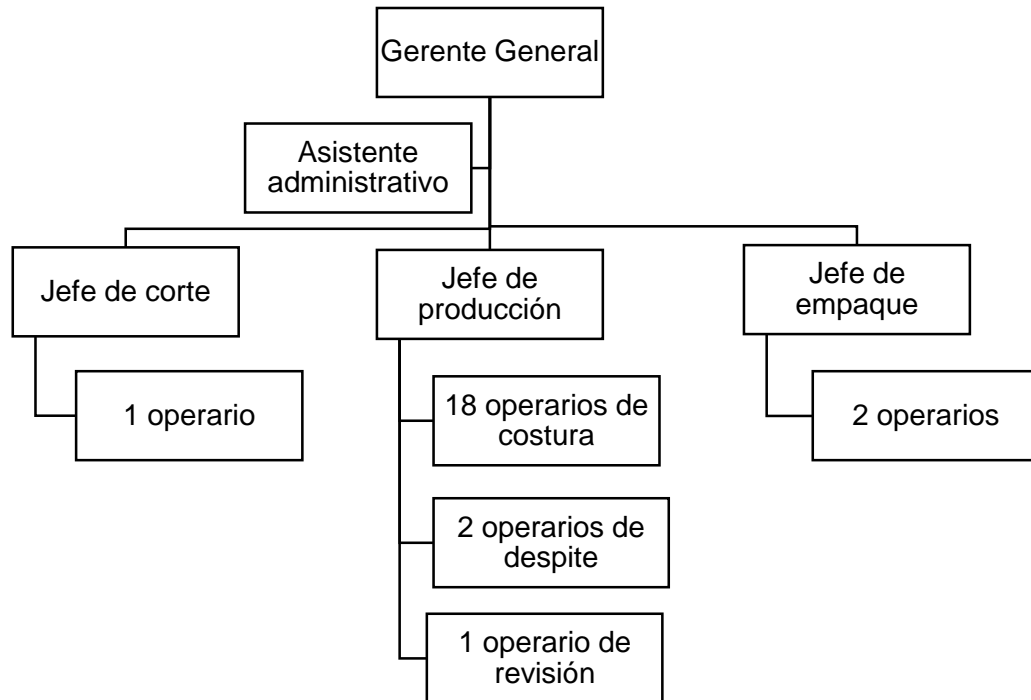 Gerente General
Asistente
administrativo
Jefe de corte
Jefe de
producción
Jefe de
empaque
1 operario
18 operarios de
costura
2 operarios
2 operarios de
despite
1 operario de
revisión